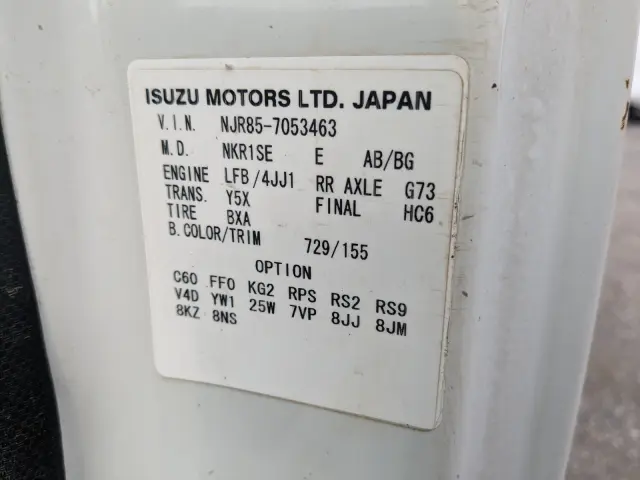 ISUZU MOTORS LTD. JAPAN
V.I.N. NJR85-7053463
M.D. NKR1SE E AB/BG
ENGINE LFB/4JJ1 RR AXLE G73
TRANS. Y5X FINAL HC6
TIRE BXA
B.COLOR/TRIM 729/155
OPTION
C60 FF0 KG2 RPS RS2 RS9
V4D YW1 25W 7VP 8JJ 8JM
8KZ 8NS